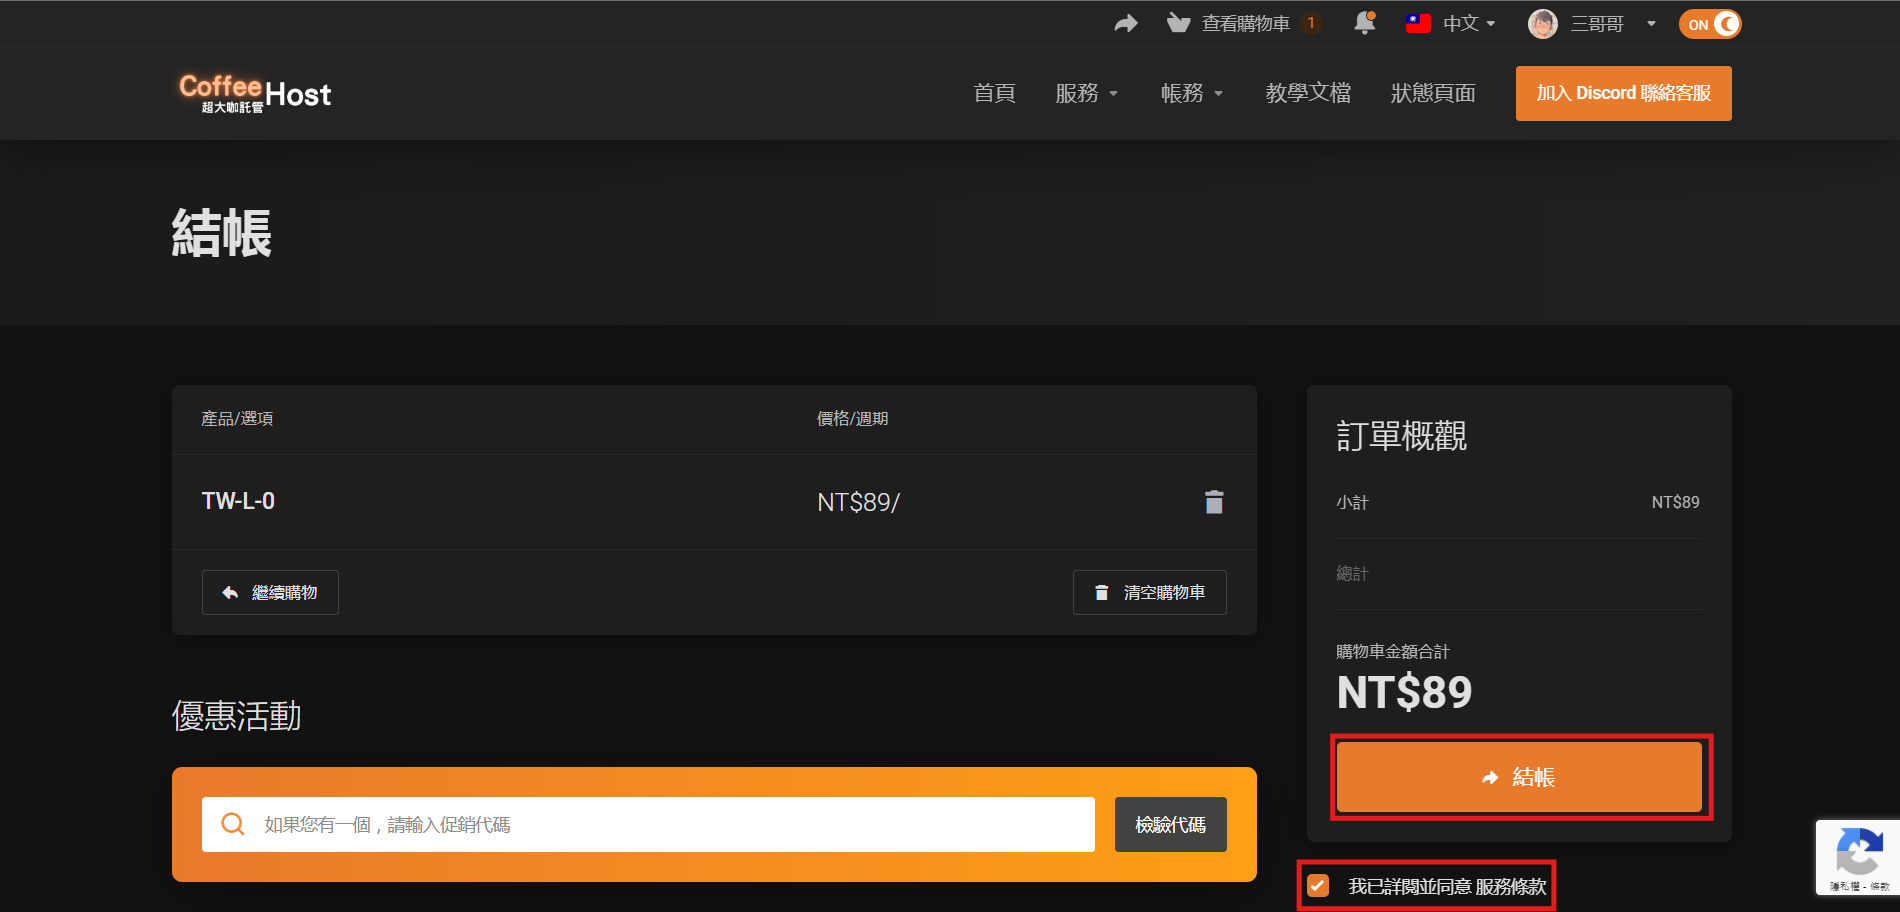 查看購物車 1 中文 三哥哥 ON
CoffeeHost
超大咖託管
首頁 服務 帳務 教學文檔 狀態頁面 加入 Discord 聯絡客服
結帳
產品/選項 價格/週期
TW-L-0 NT$89/
繼續購物 清空購物車
優惠活動
如果您有一個，請輸入促銷代碼 檢驗代碼
訂單概觀
小計 NT$89
總計
購物車金額合計
NT$89
結帳
我已詳閱並同意 服務條款
隱私權 - 條款